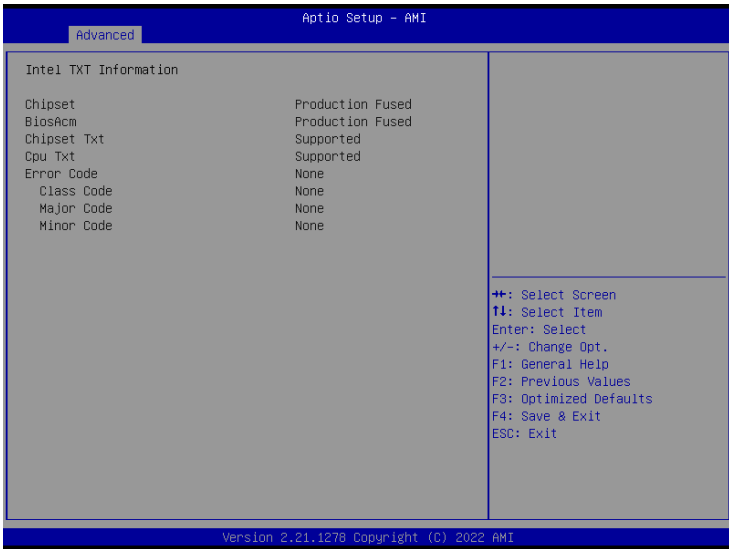 Aptio Setup – AMI
Advanced
Intel TXT Information
Chipset Production Fused
BiosAcm Production Fused
Chipset Txt Supported
Cpu Txt Supported
Error Code None
Class Code None
Major Code None
Minor Code None
→←: Select Screen
↑↓: Select Item
Enter: Select
+/-: Change Opt.
F1: General Help
F2: Previous Values
F3: Optimized Defaults
F4: Save & Exit
ESC: Exit
Version 2.21.1278 Copyright (C) 2022 AMI